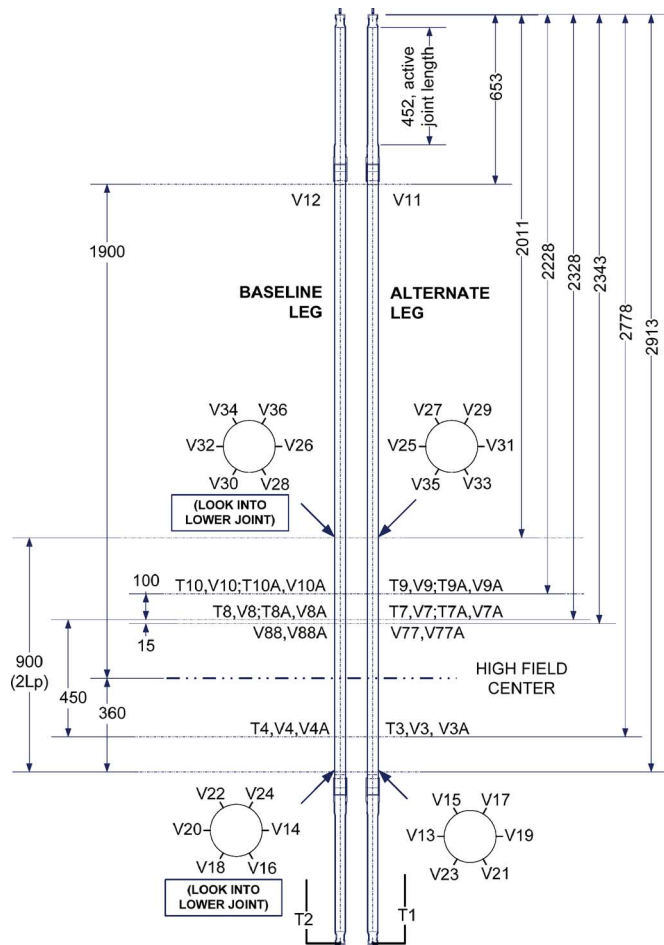 452, active
joint length
653
V12
V11
1900
2011
2228
2328
2343
2778
2913
BASELINE
LEG
ALTERNATE
LEG
V34
V36
V32
V26
V30
V28
(LOOK INTO
LOWER JOINT)
V27
V29
V25
V31
V35
V33
100
T10,V10;T10A,V10A
T9,V9;T9A,V9A
T8,V8;T8A,V8A
T7,V7;T7A,V7A
15
V88,V88A
V77,V77A
900
(2Lp)
450
360
HIGH FIELD
CENTER
T4,V4,V4A
T3,V3, V3A
V22
V24
V20
V14
V18
V16
(LOOK INTO
LOWER JOINT)
V15
V17
V13
V19
V23
V21
T2
T1